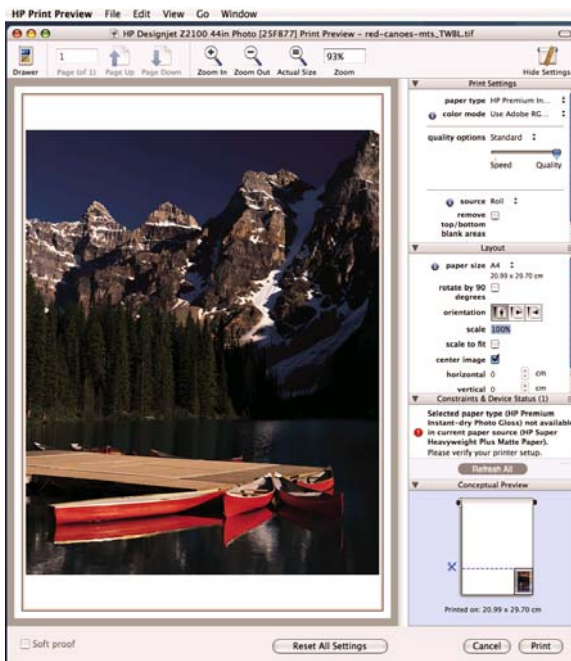 HP Print Preview File Edit View Go Window
HP Designjet Z2100 44in Photo [25F877] Print Preview - red-canoes-mts_TWBL.tif
1 93%
Drawer Page (of 1) Page Up Page Down Zoom In Zoom Out Actual Size Zoom Hide Settings
Print Settings
paper type HP Premium In...
color mode Use Adobe RG...
quality options Standard
Speed Quality
source Roll
remove
top/bottom
blank areas
Layout
paper size A4
20.99 x 29.70 cm
rotate by 90
degrees
orientation
scale 100%
scale to fit
center image
horizontal 0 cm
vertical 0 cm
Constraints & Device Status (1)
Selected paper type (HP Premium
Instant-dry Photo Gloss) not available
in current paper source (HP Super
Heavyweight Plus Matte Paper).
Please verify your printer setup.
Refresh All
Conceptual Preview
Printed on: 20.99 x 29.70 cm
Soft proof Reset All Settings Cancel Print